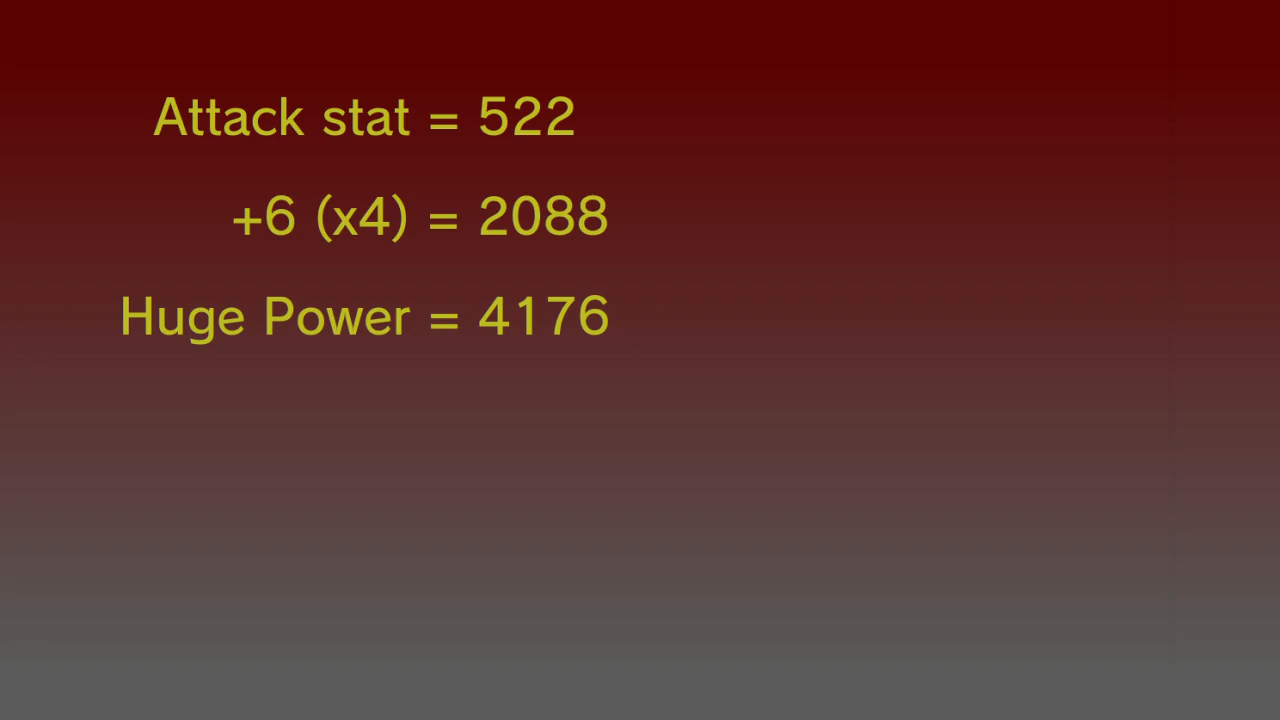 Attack stat = 522
+6 (x4) = 2088
Huge Power = 4176